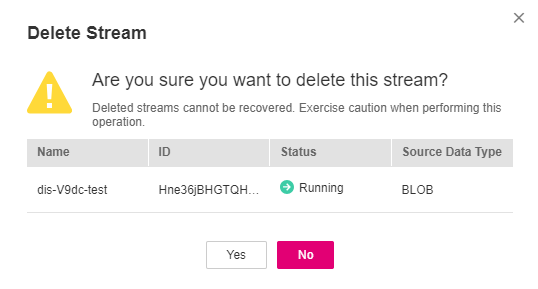 Delete Stream
Are you sure you want to delete this stream?
Deleted streams cannot be recovered. Exercise caution when performing this
operation.
Name ID Status Source Data Type
dis-V9dc-test Hne36jBHGTQH... Running BLOB
Yes No